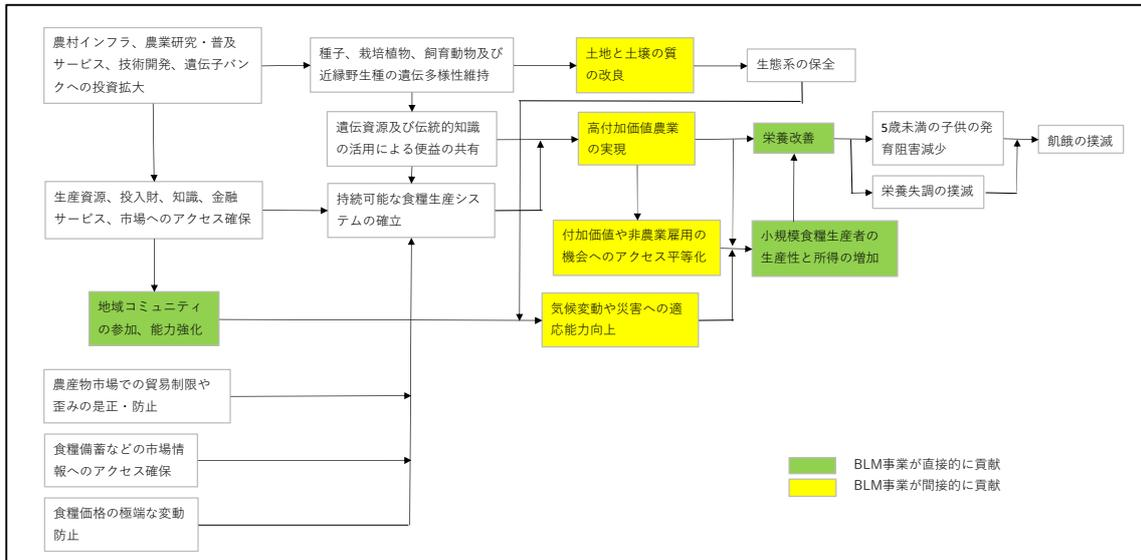 農村インフラ、農業研究・普及
サービス、技術開発、遺伝子バン
クへの投資拡大
種子、栽培植物、飼育動物及び
近縁野生種の遺伝多様性維持
土地と土壌の質
の改良
生態系の保全
遺伝資源及び伝統的知識
の活用による便益の共有
高付加価値農業
の実現
栄養改善
5歳未満の子供の発
育阻害減少
飢餓の撲滅
栄養失調の撲滅
生産資源、投入財、知識、金融
サービス、市場へのアクセス確保
持続可能な食糧生産シス
テムの確立
付加価値や非農業雇用の
機会へのアクセス平等化
小規模食糧生産者の
生産性と所得の増加
地域コミュニティ
の参加、能力強化
気候変動や災害への適
応能力向上
農産物市場での貿易制限や
歪みの是正・防止
食糧備蓄などの市場情
報へのアクセス確保
食糧価格の極端な変動
防止
BLM事業が直接的に貢献
BLM事業が間接的に貢献